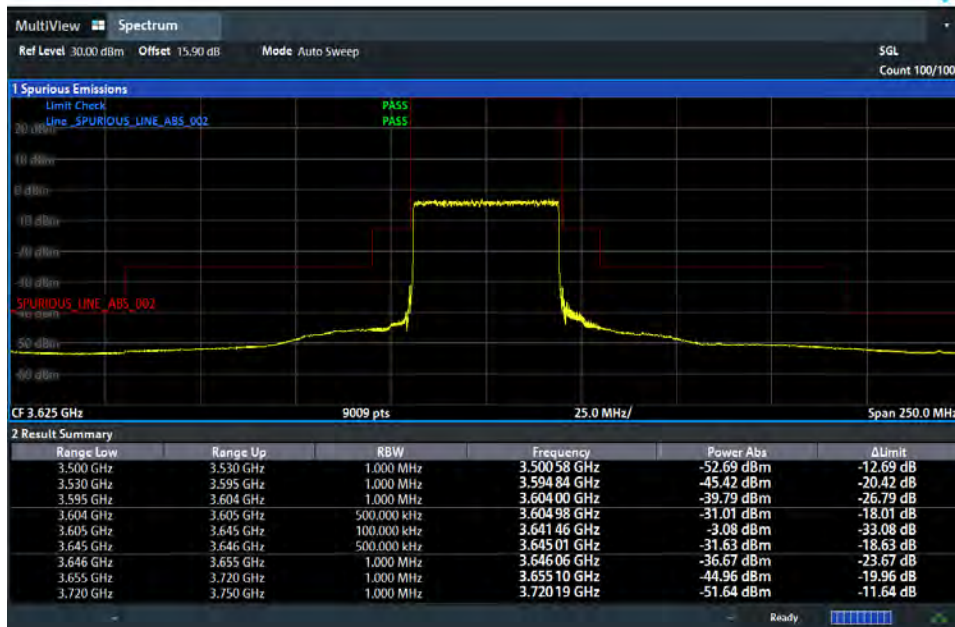 MultiView Spectrum
Ref Level 30.00 dBm Offset 15.90 dB Mode Auto Sweep SGL
Count 100/100
1 Spurious Emissions
Limit Check PASS
Line _SPURIOUS_LINE_ABS_002 PASS
20 dBm
10 dBm
0 dBm
-10 dBm
-20 dBm
-30 dBm
_SPURIOUS_LINE_ABS_002
-40 dBm
-50 dBm
-60 dBm
CF 3.625 GHz 9009 pts 25.0 MHz/ Span 250.0 MHz
2 Result Summary
Range Low Range Up RBW Frequency Power Abs ΔLimit
3.500 GHz 3.530 GHz 1.000 MHz 3.500 58 GHz -52.69 dBm -12.69 dB
3.530 GHz 3.595 GHz 1.000 MHz 3.594 84 GHz -45.42 dBm -20.42 dB
3.595 GHz 3.604 GHz 1.000 MHz 3.604 00 GHz -39.79 dBm -26.79 dB
3.604 GHz 3.605 GHz 500.000 kHz 3.604 98 GHz -31.01 dBm -18.01 dB
3.605 GHz 3.645 GHz 100.000 kHz 3.641 46 GHz -3.08 dBm -33.08 dB
3.645 GHz 3.646 GHz 500.000 kHz 3.645 01 GHz -31.63 dBm -18.63 dB
3.646 GHz 3.655 GHz 1.000 MHz 3.646 06 GHz -36.67 dBm -23.67 dB
3.655 GHz 3.720 GHz 1.000 MHz 3.655 10 GHz -44.96 dBm -19.96 dB
3.720 GHz 3.750 GHz 1.000 MHz 3.720 19 GHz -51.64 dBm -11.64 dB
Ready